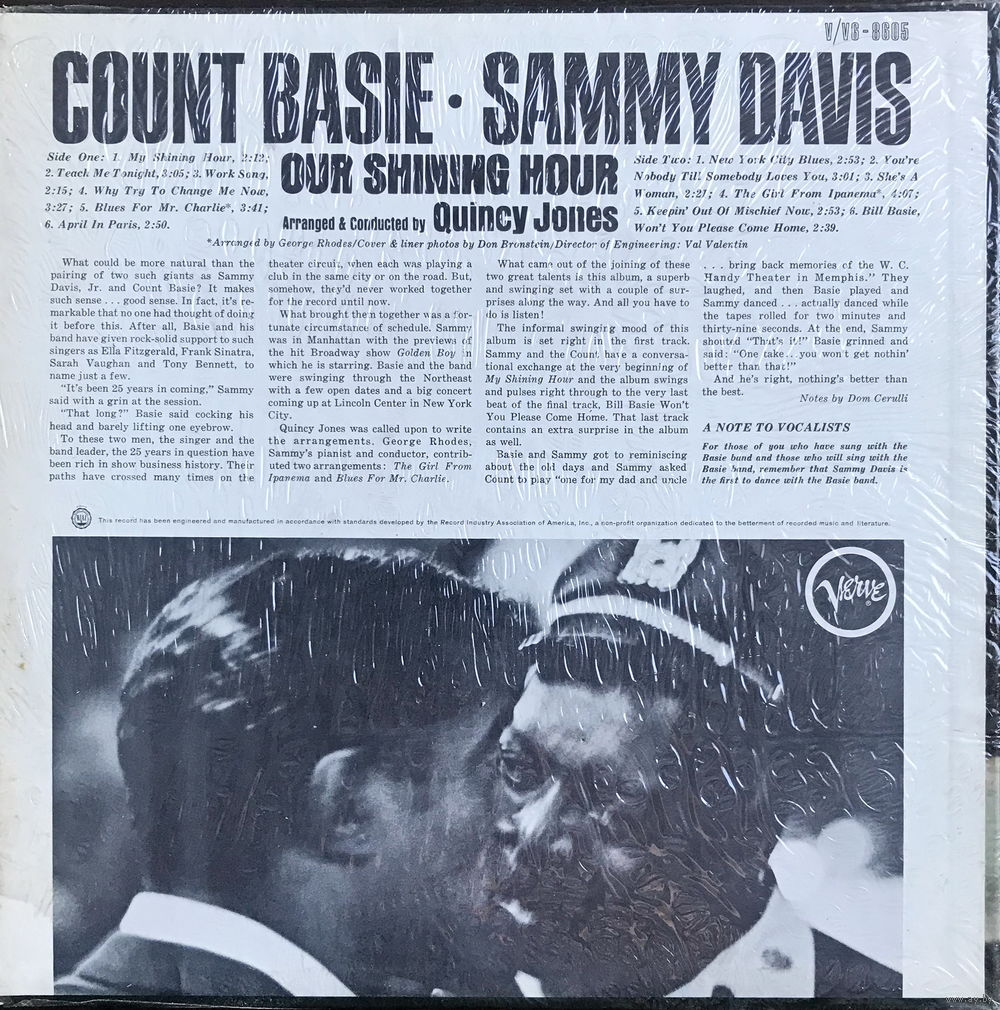 V/V6-8605
COUNT BASIE · SAMMY DAVIS
OUR SHINING HOUR
Arranged & Conducted by Quincy Jones
Side One: 1. My Shining Hour, 2:12;
2. Teach Me Tonight, 3:05; 3. Work Song,
2:15; 4. Why Try To Change Me Now,
3:27; 5. Blues For Mr. Charlie*, 3:41;
6. April In Paris, 2:50.
Side Two: 1. New York City Blues, 2:53; 2. You're
Nobody Till Somebody Loves You, 3:01; 3. She's A
Woman, 2:21; 4. The Girl From Ipanema*, 4:07;
5. Keepin' Out Of Mischief Now, 2:53; 6. Bill Basie,
Won't You Please Come Home, 2:39.
*Arranged by George Rhodes/Cover & liner photos by Don Bronstein/Director of Engineering: Val Valentin
What could be more natural than the
pairing of two such giants as Sammy
Davis, Jr. and Count Basie? It makes
such sense . . . good sense. In fact, it's re-
markable that no one had thought of doing
it before this. After all, Basie and his
band have given rock-solid support to such
singers as Ella Fitzgerald, Frank Sinatra,
Sarah Vaughan and Tony Bennett, to
name just a few.
"It's been 25 years in coming," Sammy
said with a grin at the session.
"That long?" Basie said cocking his
head and barely lifting one eyebrow.
To these two men, the singer and the
band leader, the 25 years in question have
been rich in show business history. Their
paths have crossed many times on the
theater circuit, when each was playing a
club in the same city or on the road. But,
somehow, they'd never worked together
for the record until now.
What brought them together was a for-
tunate circumstance of schedule. Sammy
was in Manhattan with the previews of
the hit Broadway show Golden Boy in
which he is starring. Basie and the band
were swinging through the Northeast
with a few open dates and a big concert
coming up at Lincoln Center in New York
City.
Quincy Jones was called upon to write
the arrangements. George Rhodes,
Sammy's pianist and conductor, contrib-
uted two arrangements: The Girl From
Ipanema and Blues For Mr. Charlie.
What came out of the joining of these
two great talents is this album, a superb
and swinging set with a couple of sur-
prises along the way. And all you have to
do is listen!
The informal swinging mood of this
album is set right in the first track.
Sammy and the Count have a conversa-
tional exchange at the very beginning of
My Shining Hour and the album swings
and pulses right through to the very last
beat of the final track, Bill Basie Won't
You Please Come Home. That last track
contains an extra surprise in the album
as well.
Basie and Sammy got to reminiscing
about the old days and Sammy asked
Count to play "one for my dad and uncle
. . . bring back memories of the W. C.
Handy Theater in Memphis." They
laughed, and then Basie played and
Sammy danced . . . actually danced while
the tapes rolled for two minutes and
thirty-nine seconds. At the end, Sammy
shouted "That's it!" Basie grinned and
said: "One take . . . you won't get nothin'
better than that!"
And he's right, nothing's better than
the best.
Notes by Dom Cerulli
A NOTE TO VOCALISTS
For those of you who have sung with the
Basie band and those who will sing with the
Basie band, remember that Sammy Davis is
the first to dance with the Basie band.
This record has been engineered and manufactured in accordance with standards developed by the Record Industry Association of America, Inc., a non-profit organization dedicated to the betterment of recorded music and literature.
Verve
www.ay.by